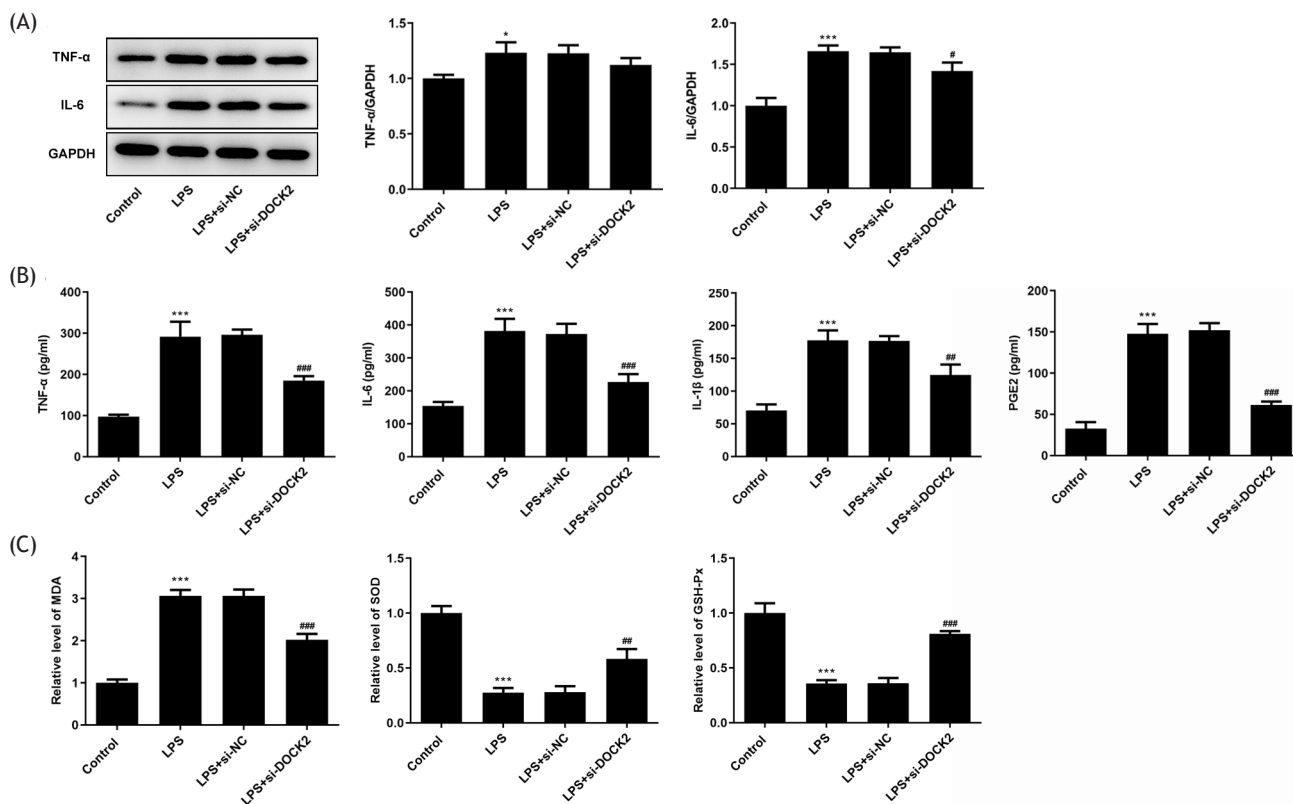 (A)
TNF-α
IL-6
GAPDH
Control
LPS
LPS+si-NC
LPS+si-DOCK2
TNF-α/GAPDH
1.5
1.0
0.5
0.0
*
Control
LPS
LPS+si-NC
LPS+si-DOCK2
IL-6/GAPDH
2.0
1.5
1.0
0.5
0.0
***
#
Control
LPS
LPS+si-NC
LPS+si-DOCK2
(B)
TNF-α (pg/ml)
400
300
200
100
0
***
###
Control
LPS
LPS+si-NC
LPS+si-DOCK2
IL-6 (pg/ml)
500
400
300
200
100
0
***
###
Control
LPS
LPS+si-NC
LPS+si-DOCK2
IL-1β (pg/ml)
250
200
150
100
50
0
***
##
Control
LPS
LPS+si-NC
LPS+si-DOCK2
PGE2 (pg/ml)
200
150
100
50
0
***
###
Control
LPS
LPS+si-NC
LPS+si-DOCK2
(C)
Relative level of MDA
4
3
2
1
0
***
###
Control
LPS
LPS+si-NC
LPS+si-DOCK2
Relative level of SOD
1.5
1.0
0.5
0.0
***
##
Control
LPS
LPS+si-NC
LPS+si-DOCK2
Relative level of GSH-Px
1.5
1.0
0.5
0.0
***
###
Control
LPS
LPS+si-NC
LPS+si-DOCK2